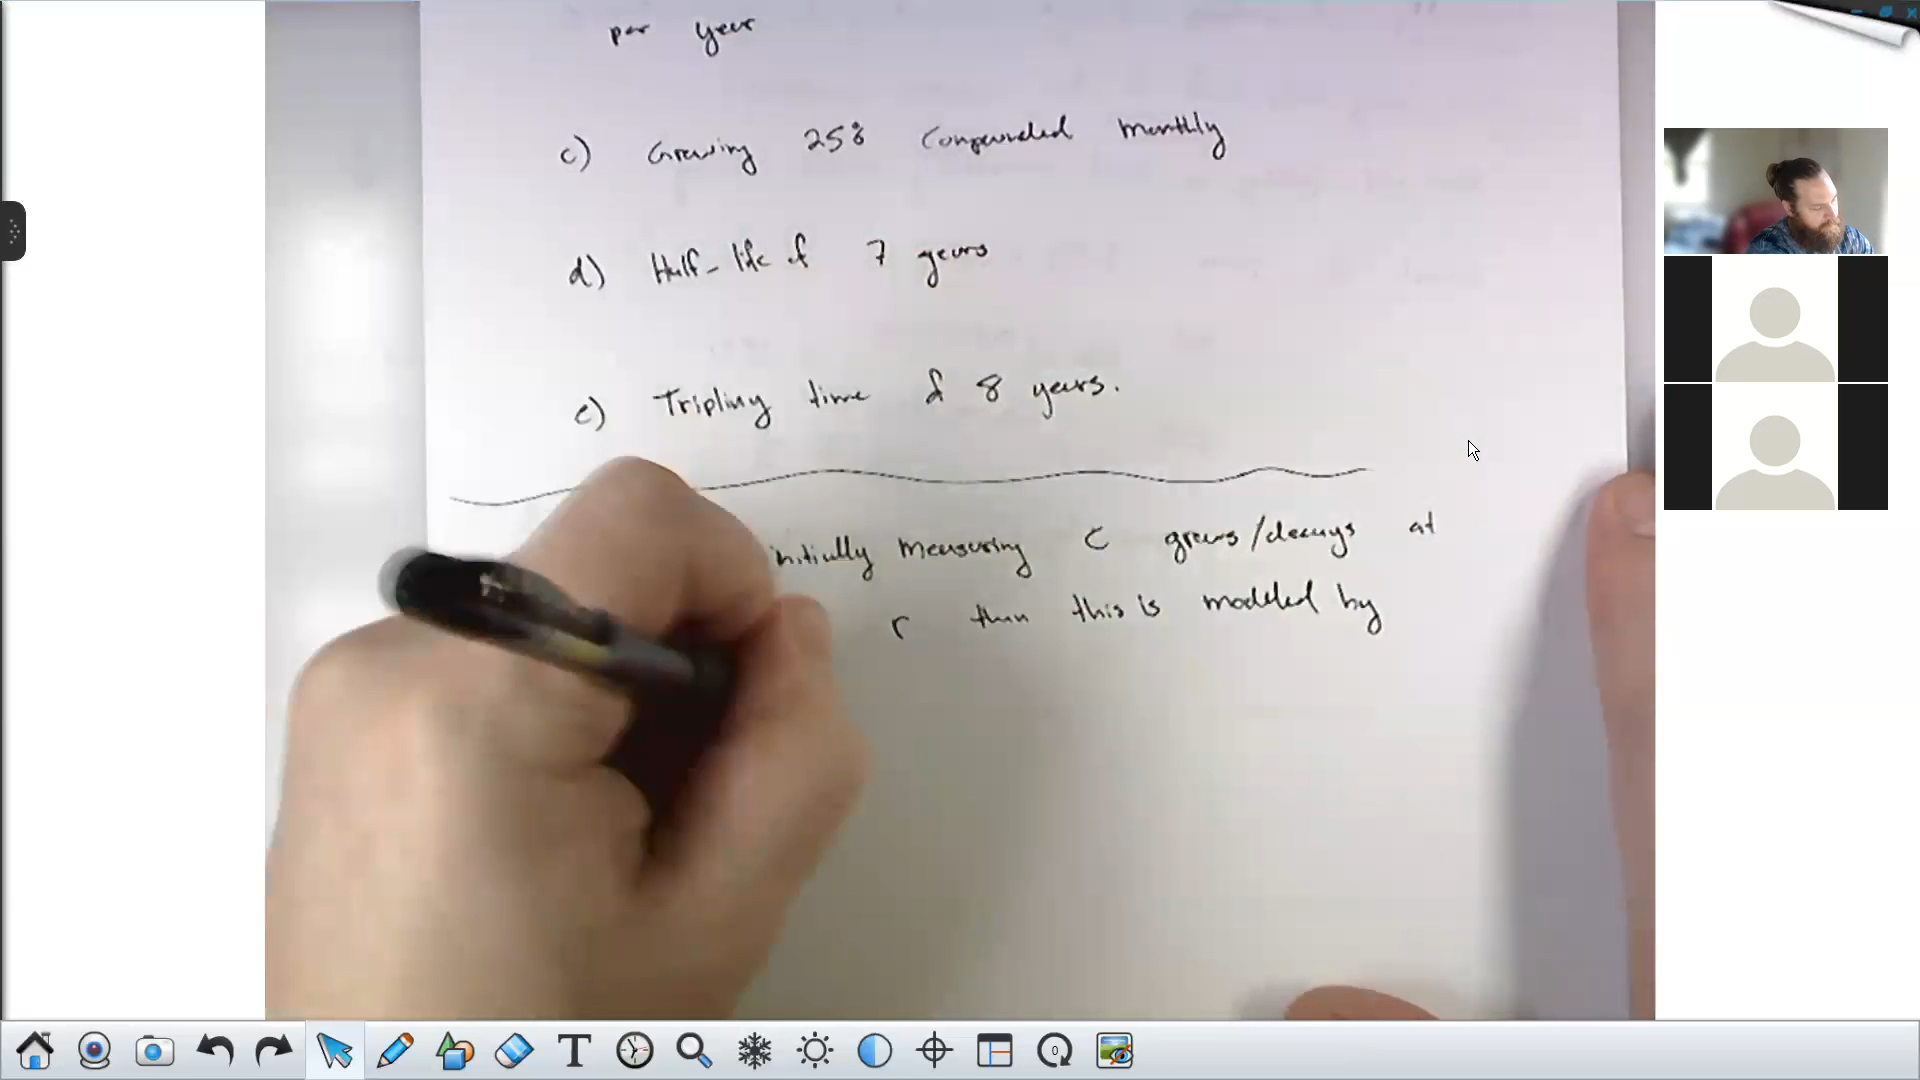 per year
c) Growing 25% Compounded monthly
d) Half-life of 7 years
e) Tripling time of 8 years.
initially measuring C grows/decays at
r then this is modeled by
T
0